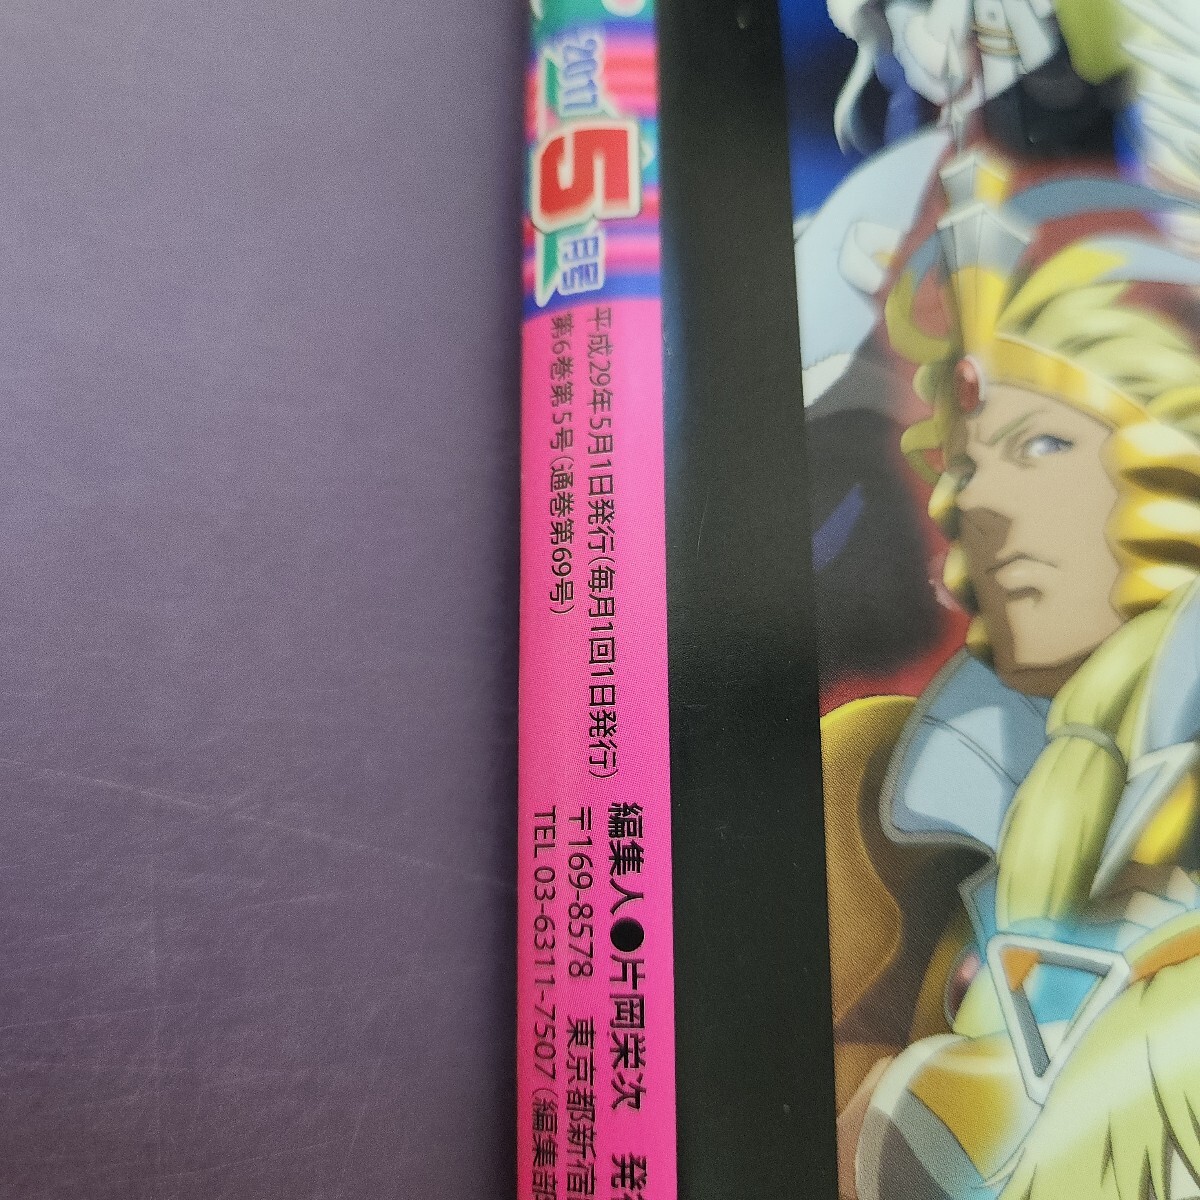 '2017
5
月号
平成29年5月1日発行(毎月1回1日発行)
第6巻第5号(通巻第69号)
編集人●片岡栄次 発
〒169-8578 東京都新宿
TEL 03-6311-7507 (編集部